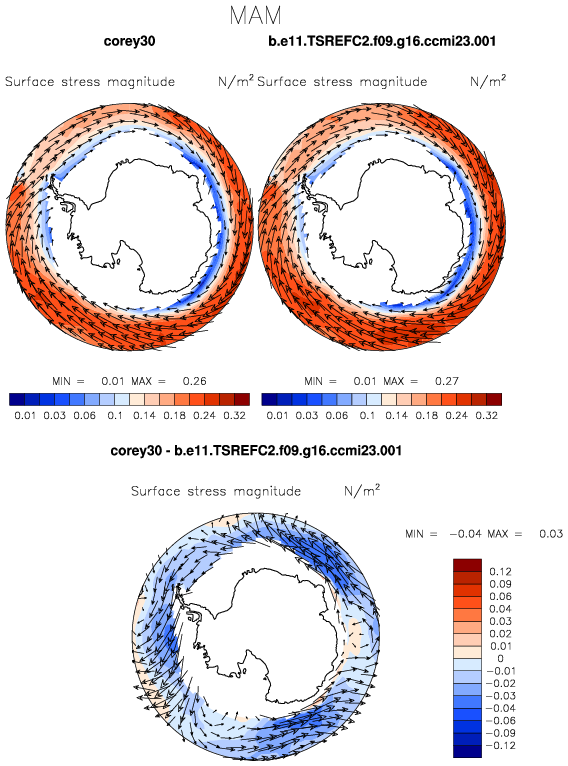 MAM
corey30
b.e11.TSREFC2.f09.g16.ccmi23.001
Surface stress magnitude N/m²
Surface stress magnitude N/m²
MIN = 0.01 MAX = 0.26
MIN = 0.01 MAX = 0.27
0.01 0.03 0.06 0.1 0.14 0.18 0.24 0.32
0.01 0.03 0.06 0.1 0.14 0.18 0.24 0.32
corey30 - b.e11.TSREFC2.f09.g16.ccmi23.001
Surface stress magnitude N/m²
MIN = −0.04 MAX = 0.03
0.12
0.09
0.06
0.04
0.03
0.02
0.01
0
−0.01
−0.02
−0.03
−0.04
−0.06
−0.09
−0.12